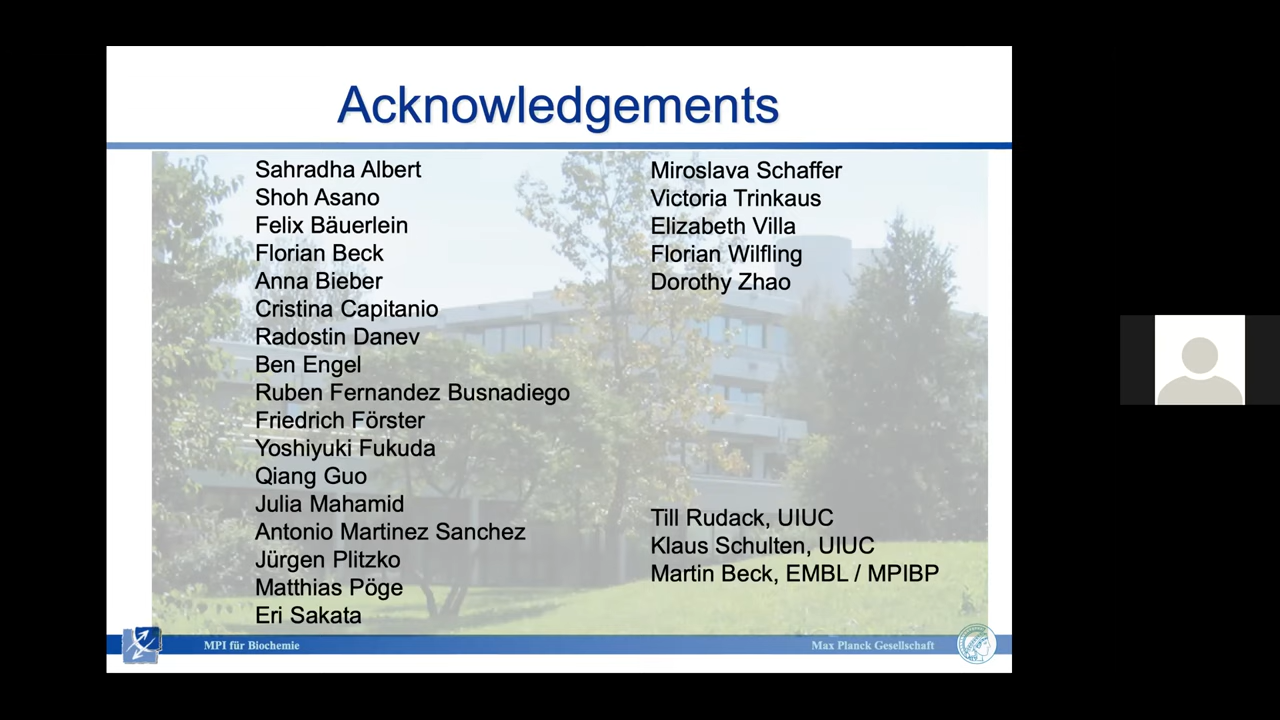 Acknowledgements
Sahradha Albert
Shoh Asano
Felix Bäuerlein
Florian Beck
Anna Bieber
Cristina Capitanio
Radostin Danev
Ben Engel
Ruben Fernandez Busnadiego
Friedrich Förster
Yoshiyuki Fukuda
Qiang Guo
Julia Mahamid
Antonio Martinez Sanchez
Jürgen Plitzko
Matthias Pöge
Eri Sakata
Miroslava Schaffer
Victoria Trinkaus
Elizabeth Villa
Florian Wilfling
Dorothy Zhao
Till Rudack, UIUC
Klaus Schulten, UIUC
Martin Beck, EMBL / MPIBP
MPI für Biochemie
Max Planck Gesellschaft